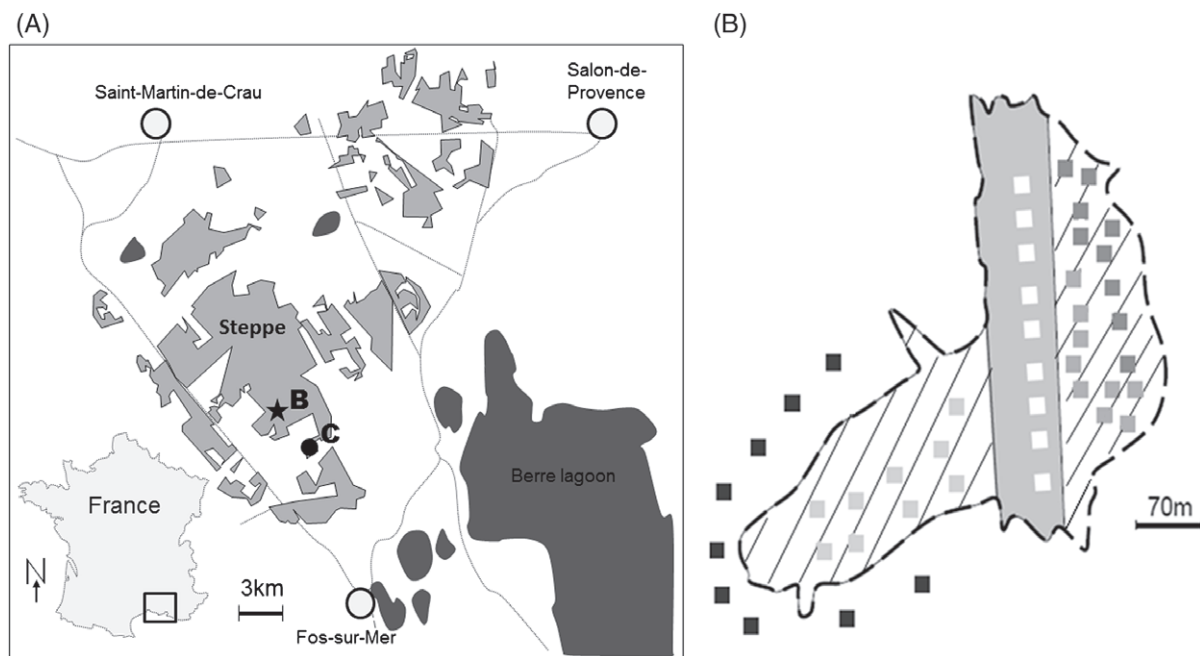 (A)
(B)
Saint-Martin-de-Crau
Salon-de-
Provence
Steppe
B
C
Berre lagoon
France
N
3km
Fos-sur-Mer
70m